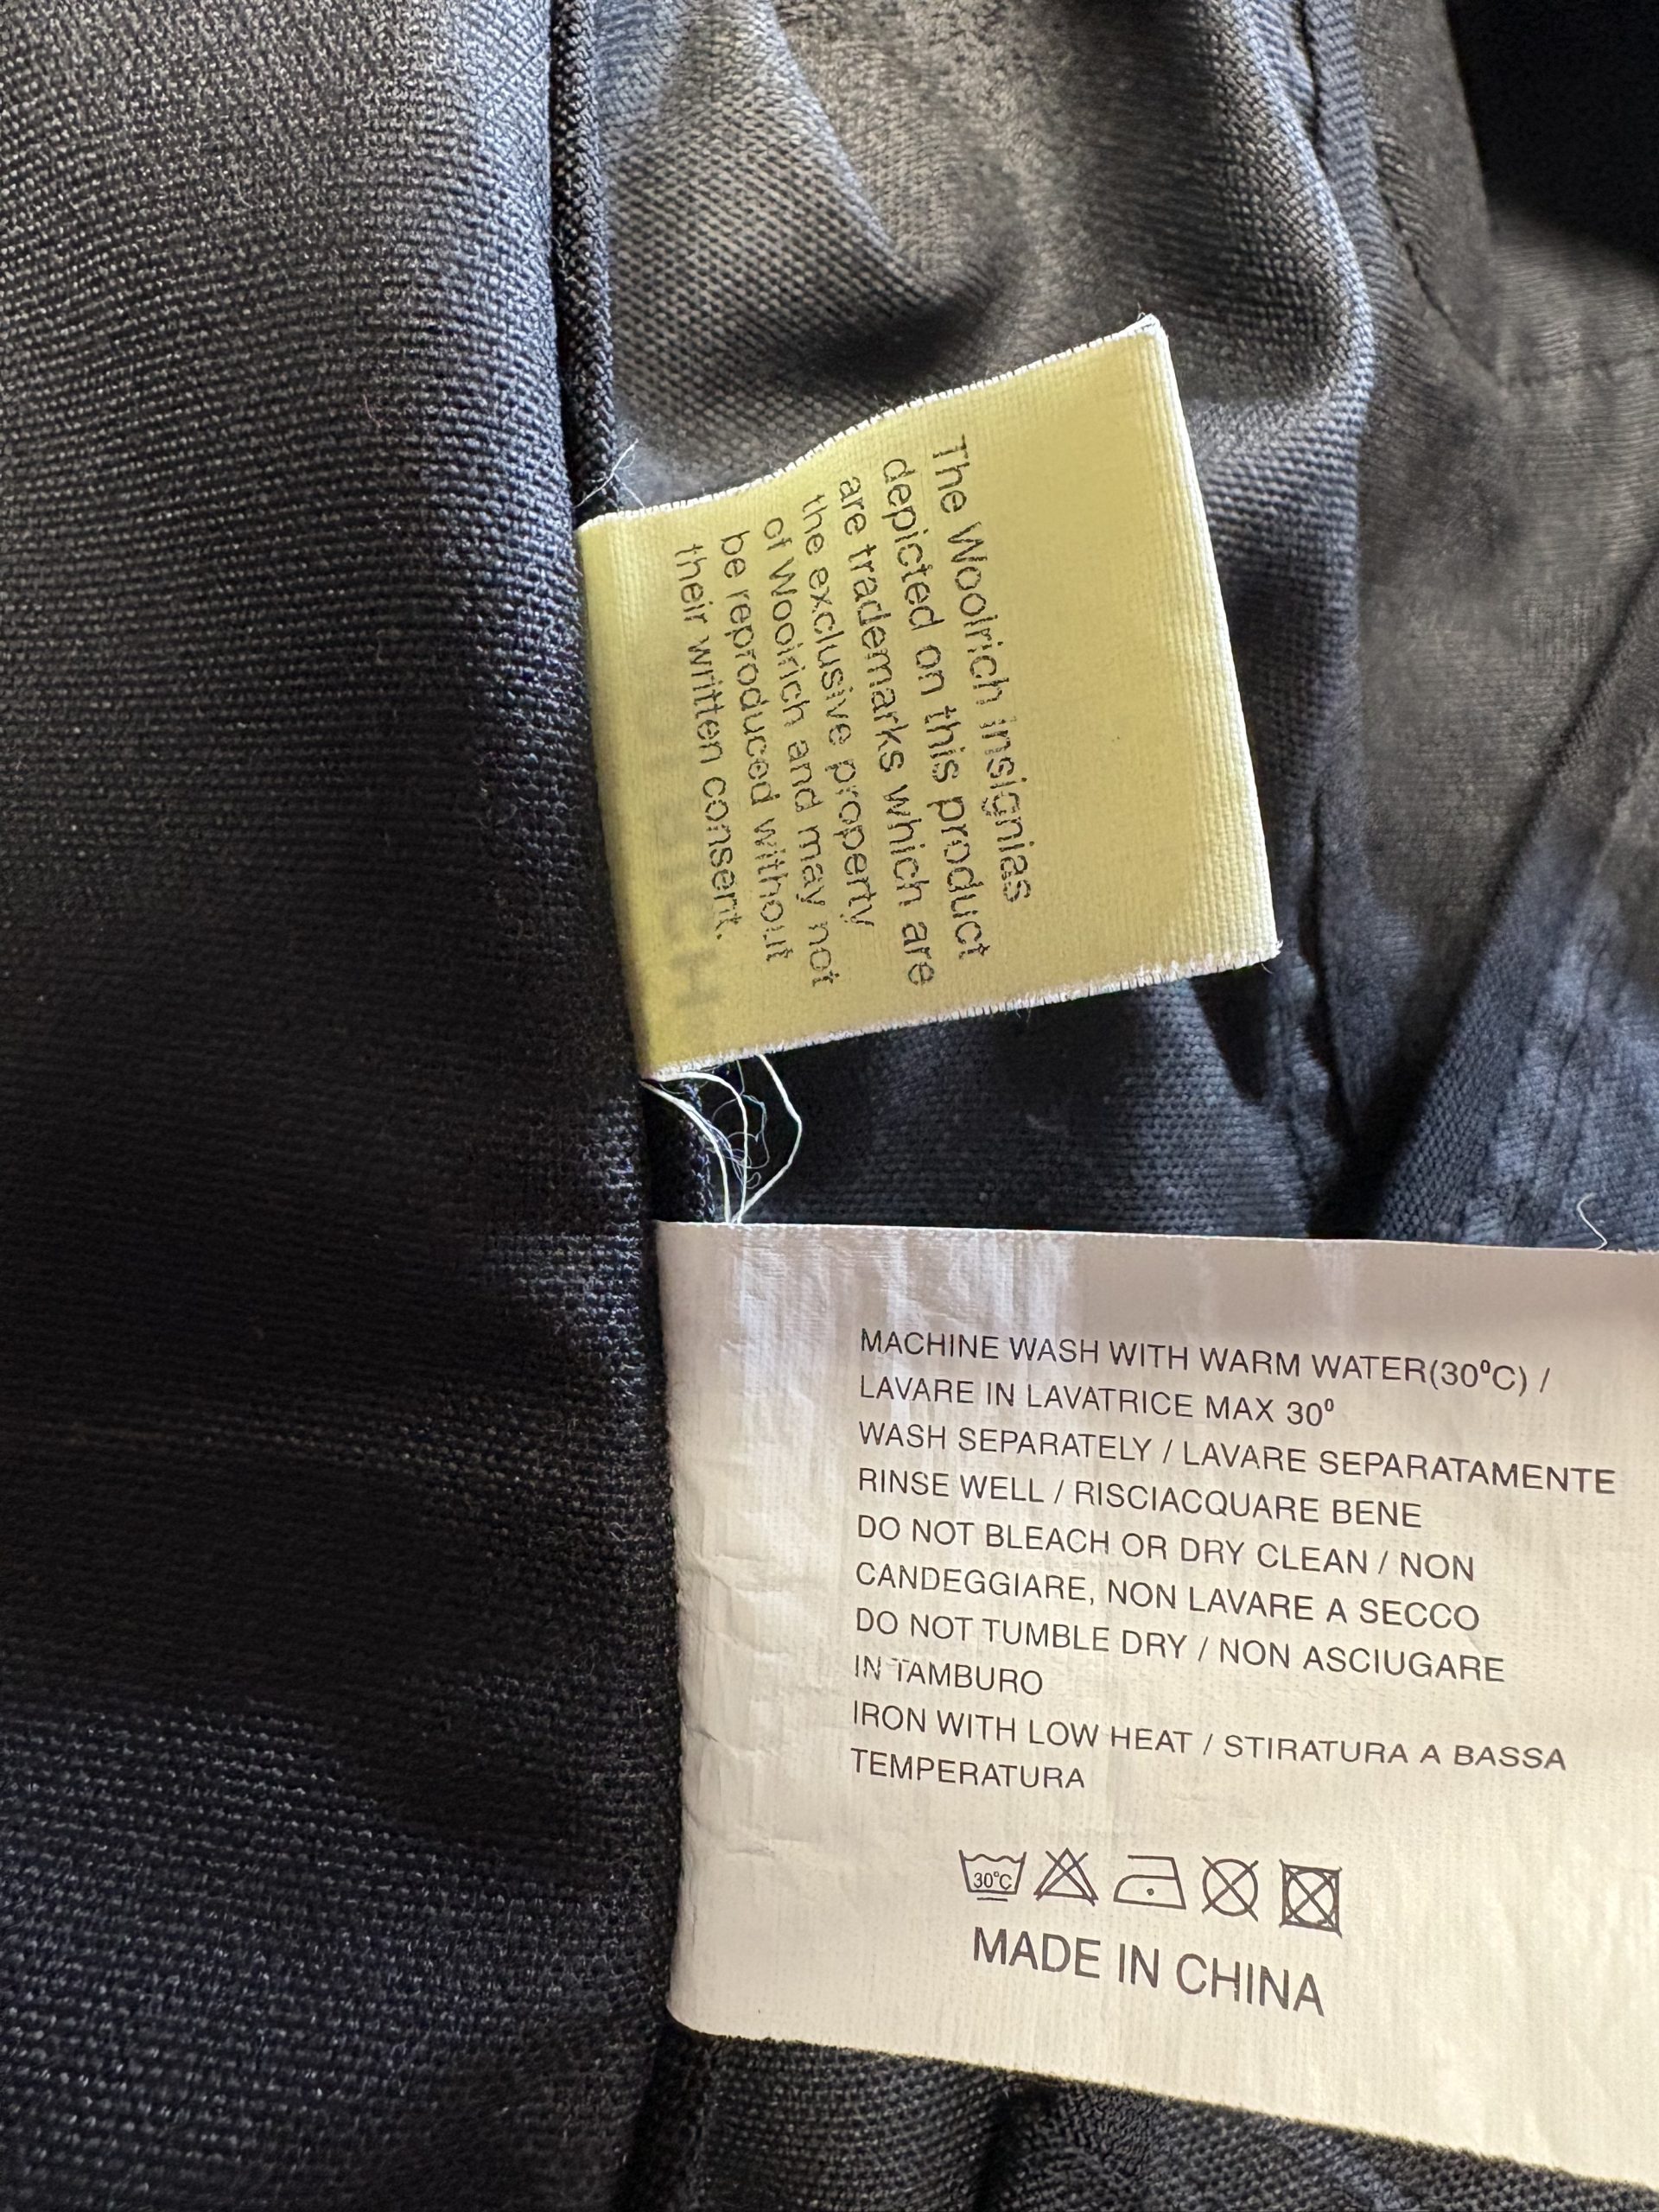 The Woolrich insignias
depicted on this product
are trademarks which are
the exclusive property
of Woolrich and may not
be reproduced without
their written consent.
MACHINE WASH WITH WARM WATER(30⁰C) /
LAVARE IN LAVATRICE MAX 30⁰
WASH SEPARATELY / LAVARE SEPARATAMENTE
RINSE WELL / RISCIACQUARE BENE
DO NOT BLEACH OR DRY CLEAN / NON
CANDEGGIARE, NON LAVARE A SECCO
DO NOT TUMBLE DRY / NON ASCIUGARE
IN TAMBURO
IRON WITH LOW HEAT / STIRATURA A BASSA
TEMPERATURA
30°C
MADE IN CHINA